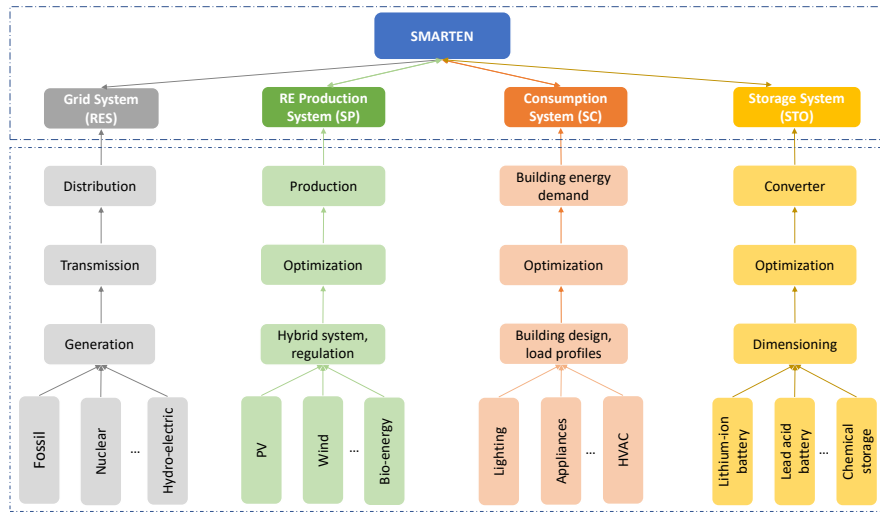 SMARTEN
Grid System
(RES)
RE Production
System (SP)
Consumption
System (SC)
Storage System
(STO)
Distribution
Production
Building energy
demand
Converter
Transmission
Optimization
Optimization
Optimization
Generation
Hybrid system,
regulation
Building design,
load profiles
Dimensioning
Fossil
Nuclear
...
Hydro-electric
PV
Wind
...
Bio-energy
Lighting
Appliances
...
HVAC
Lithium-ion
battery
Lead acid
battery
...
Chemical
storage